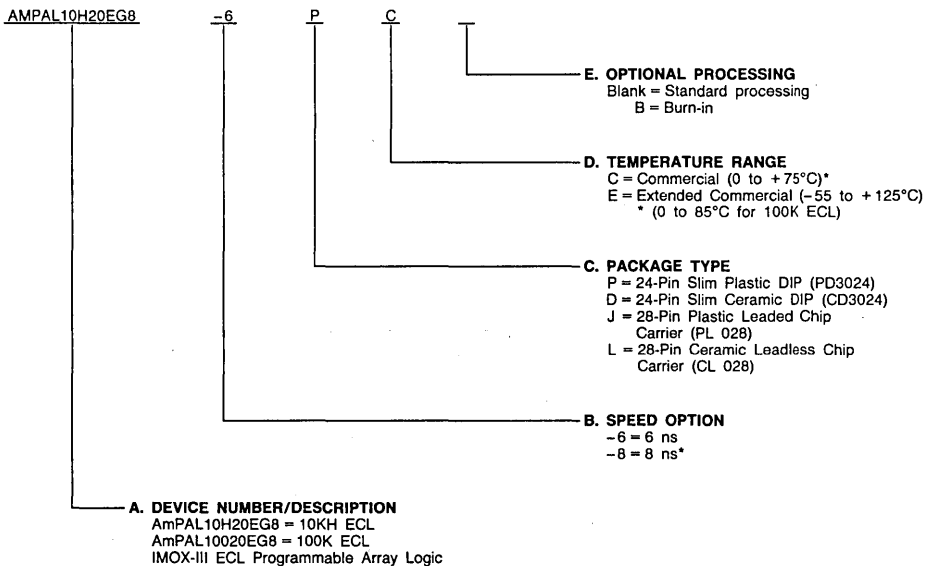 AMPAL10H20EG8 -6 P C _
E. OPTIONAL PROCESSING
Blank = Standard processing
B = Burn-in
D. TEMPERATURE RANGE
C = Commercial (0 to +75°C)*
E = Extended Commercial (-55 to +125°C)
* (0 to 85°C for 100K ECL)
C. PACKAGE TYPE
P = 24-Pin Slim Plastic DIP (PD3024)
D = 24-Pin Slim Ceramic DIP (CD3024)
J = 28-Pin Plastic Leaded Chip
Carrier (PL 028)
L = 28-Pin Ceramic Leadless Chip
Carrier (CL 028)
B. SPEED OPTION
-6 = 6 ns
-8 = 8 ns*
A. DEVICE NUMBER/DESCRIPTION
AmPAL10H20EG8 = 10KH ECL
AmPAL10020EG8 = 100K ECL
IMOX-III ECL Programmable Array Logic